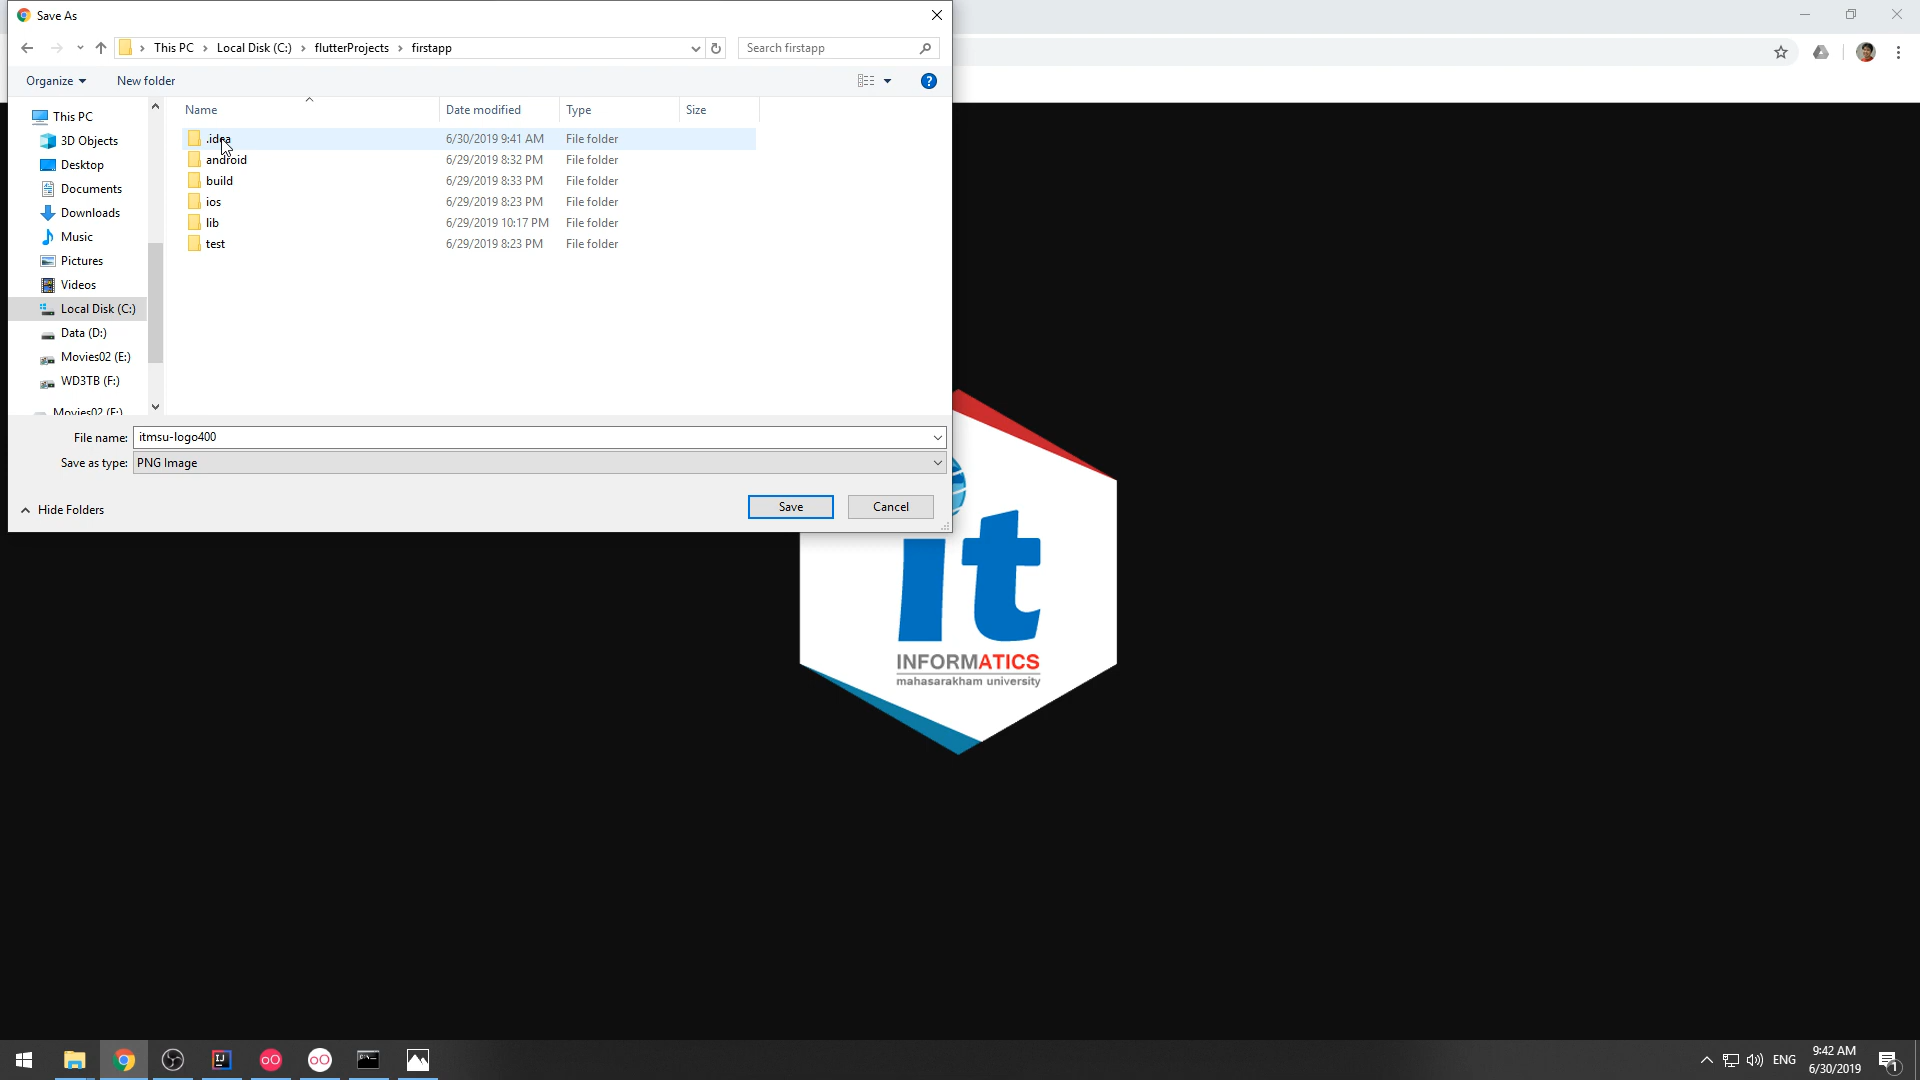 Save As
This PC
Local Disk (C:)
flutterProjects
firstapp
Search firstapp
Organize
New folder
This PC
3D Objects
Desktop
Documents
Downloads
Music
Pictures
Videos
Local Disk (C:)
Data (D:)
Movies02 (E:)
WD3TB (F:)
Movies02 (E:)
Name Date modified Type Size
.idea 6/30/2019 9:41 AM File folder
android 6/29/2019 8:32 PM File folder
build 6/29/2019 8:33 PM File folder
ios 6/29/2019 8:23 PM File folder
lib 6/29/2019 10:17 PM File folder
test 6/29/2019 8:23 PM File folder
File name: itmsu-logo400
Save as type: PNG Image
Hide Folders
Save
Cancel
it
INFORMATICS
mahasarakham university
ENG
9:42 AM
6/30/2019
1